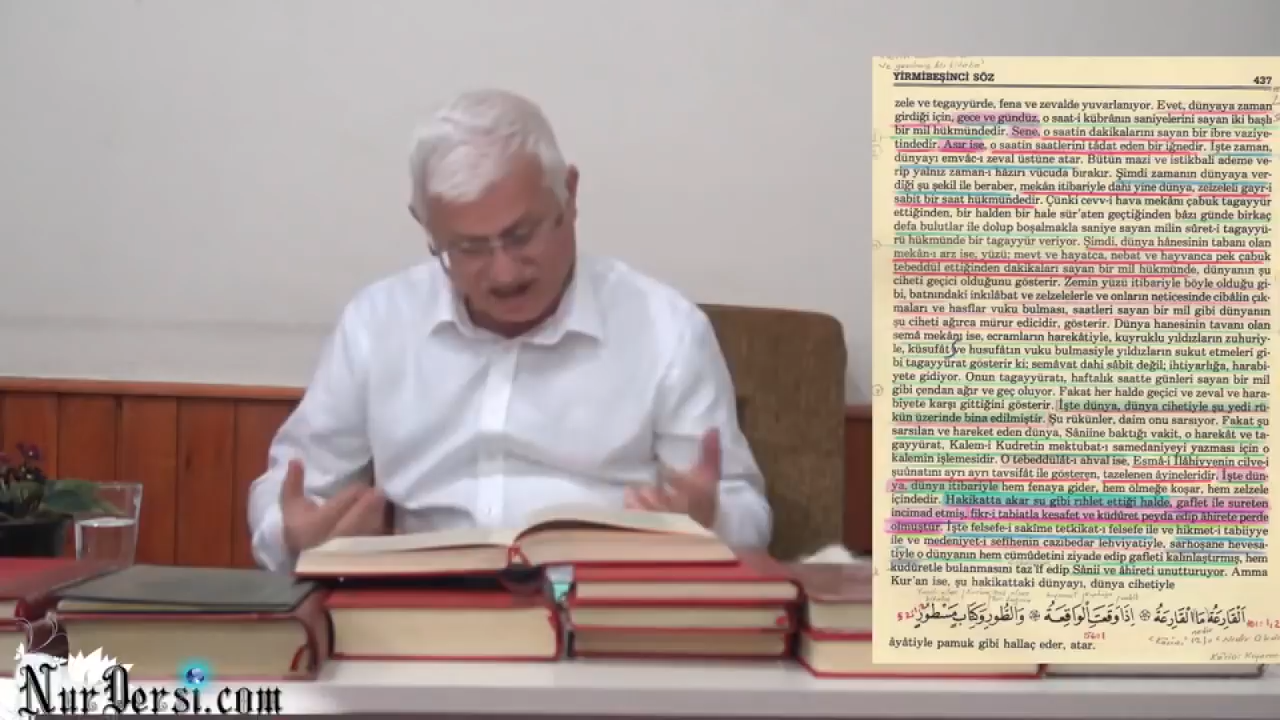 YİRMİBEŞİNCİ SÖZ
437
zele ve tegayyürde, fena ve zevalde yuvarlanıyor. Evet, dünyaya zaman
girdiği için, gece ve gündüz, o saat-i kübrânın saniyelerini sayan iki başlı
bir mil hükmündedir. Sene, o saatin dakikalarını sayan bir ibre vaziye-
tindedir. Asır ise, o saatin saatlerini tâdat eden bir iğnedir. İşte zaman,
dünyayı emvâc-ı zeval üstüne atar. Bütün mazi ve istikbali ademe ve-
rip yalnız zaman-ı hâzırı vücuda bırakır. Şimdi zamanın dünyaya ver-
diği şu şekil ile beraber, mekân itibariyle dahi yine dünya, zelzeleli gayr-i
sabit bir saat hükmündedir. Çünki cevv-i hava mekânı çabuk tagayyür
ettiğinden, bir halden bir hale sür'aten geçtiğinden bâzı günde birkaç
defa bulutlar ile dolup boşalmakla saniye sayan milin sûret-i tagayyü-
rü hükmünde bir tagayyür veriyor. Şimdi, dünya hânesinin tabanı olan
mekân-ı arz ise, yüzü; mevt ve hayatça, nebat ve hayvanca pek çabuk
tebeddül ettiğinden dakikaları sayan bir mil hükmünde, dünyanın şu
ciheti geçici olduğunu gösterir. Zemin yüzü itibariyle böyle olduğu gi-
bi, batnındaki inkılâbat ve zelzelelerle ve onların neticesinde cibâlin çık-
maları ve hasflar vuku bulması, saatleri sayan bir mil gibi dünyanın
şu ciheti ağırca mürur edicidir, gösterir. Dünya hanesinin tavanı olan
semâ mekânı ise, ecramların harekâtiyle, kuyruklu yıldızların zuhuriy-
le, küsufât ve husufâtın vuku bulmasiyle yıldızların sukut etmeleri gi-
bi tagayyürat gösterir ki; semâvat dahi sâbit değil; ihtiyarlığa, harabi-
yete gidiyor. Onun tagayyüratı, haftalık saatte günleri sayan bir mil
gibi çendan ağır ve geç oluyor. Fakat her halde geçici ve zeval ve hara-
biyete karşı gittiğini gösterir. İşte dünya, dünya cihetiyle şu yedi rü-
kün üzerinde bina edilmiştir. Şu rükünler, daim onu sarsıyor. Fakat şu
sarsılan ve hareket eden dünya, Sâniine baktığı vakit, o harekât ve ta-
gayyürat, Kalem-i Kudretin mektubat-ı samedaniyeyi yazması için o
kalemin işlemesidir. O tebeddülât-ı ahval ise, Esmâ-i İlâhiyyenin cilve-i
şuûnatını ayrı ayrı tavsifât ile gösteren, tazelenen âyineleridir. İşte dün-
ya, dünya itibariyle hem fenaya gider, hem ölmeğe koşar, hem zelzele
içindedir. Hakikatta akar su gibi rıhlet ettiği halde, gaflet ile sureten
incimad etmiş, fikr-i tabiatla kesafet ve küdûret peyda edip âhirete perde
olmuştur. İşte felsefe-i sakîme tetkikat-ı felsefe ile ve hikmet-i tabiiyye
ile ve medeniyet-i sefihenin cazibedar lehviyatiyle, sarhoşane hevesa-
tiyle o dünyanın hem cümûdetini ziyade edip gafleti kalınlaştırmış, hem
küdûretle bulanmasını taz'if edip Sânii ve âhireti unutturuyor. Amma
Kur'an ise, şu hakikattaki dünyayı, dünya cihetiyle
اَلْقَارِعَةُ مَا الْقَارِعَةُ ❊ اِذَا وَقَعَتِ الْوَاقِعَةُ ❊ وَالطُّورِ وَكِتَابٍ مَسْطُورٍ
âyâtiyle pamuk gibi hallaç eder, atar.
NurDersi.com